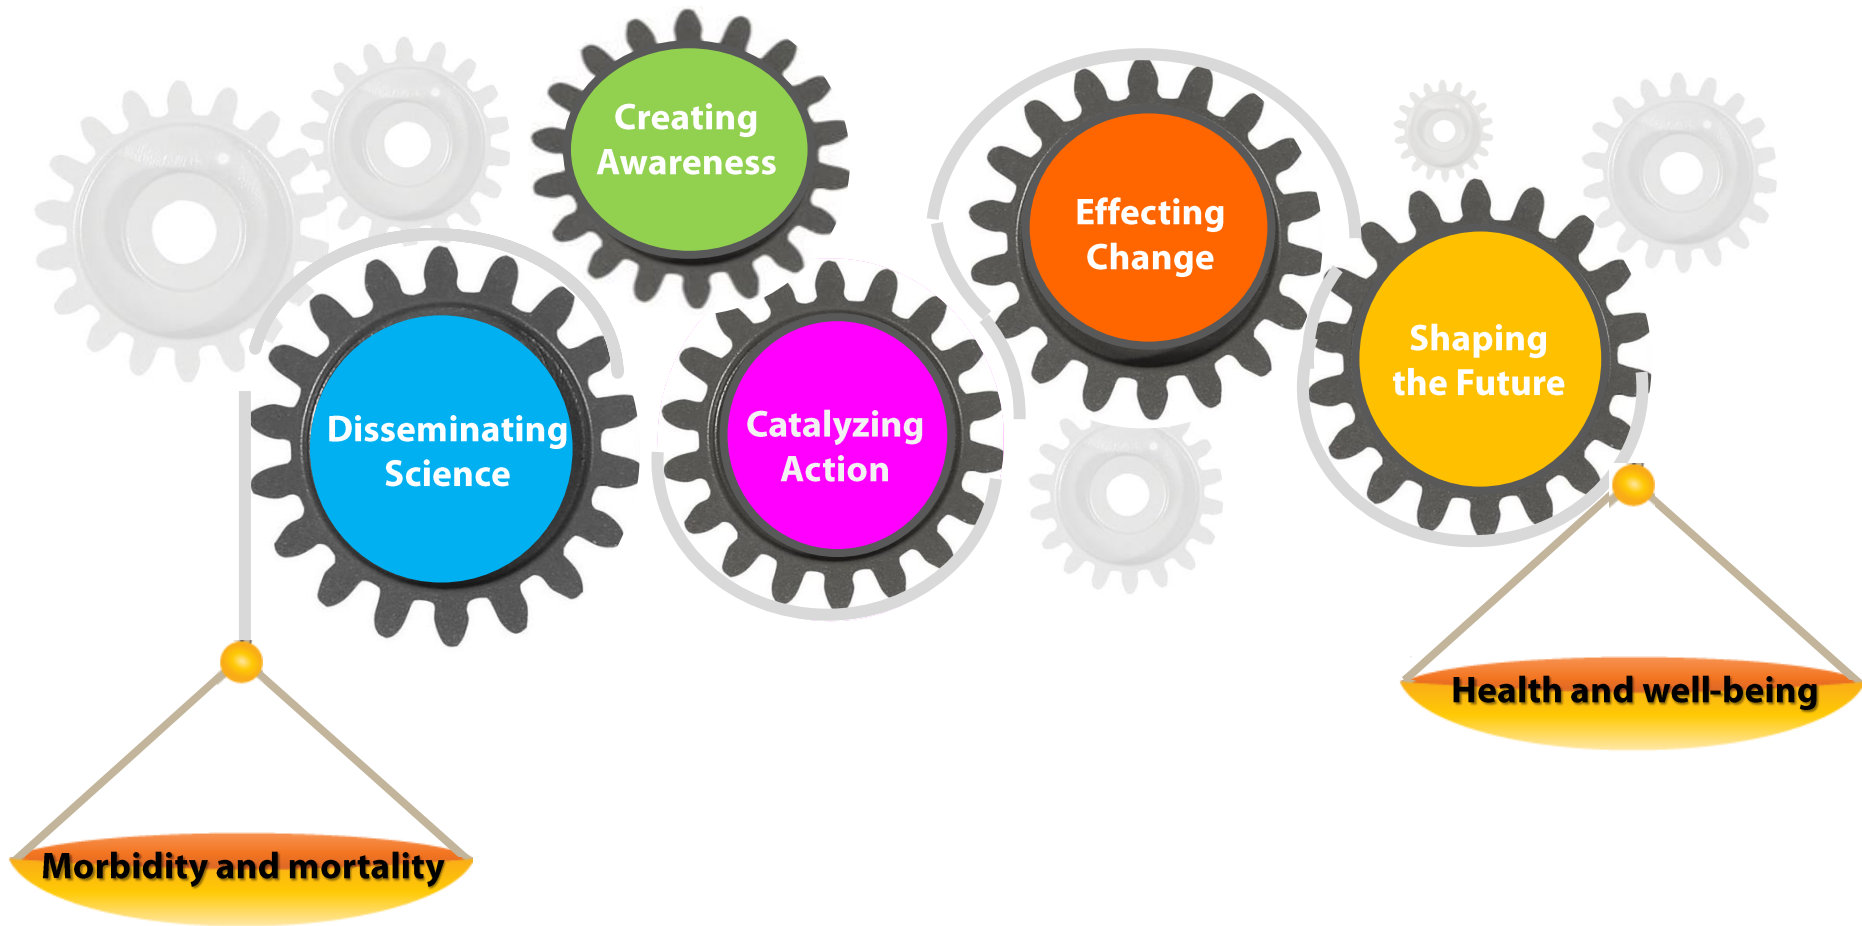 Creating
Awareness
Effecting
Change
Shaping
the Future
Disseminating
Science
Catalyzing
Action
Health and well-being
Morbidity and mortality